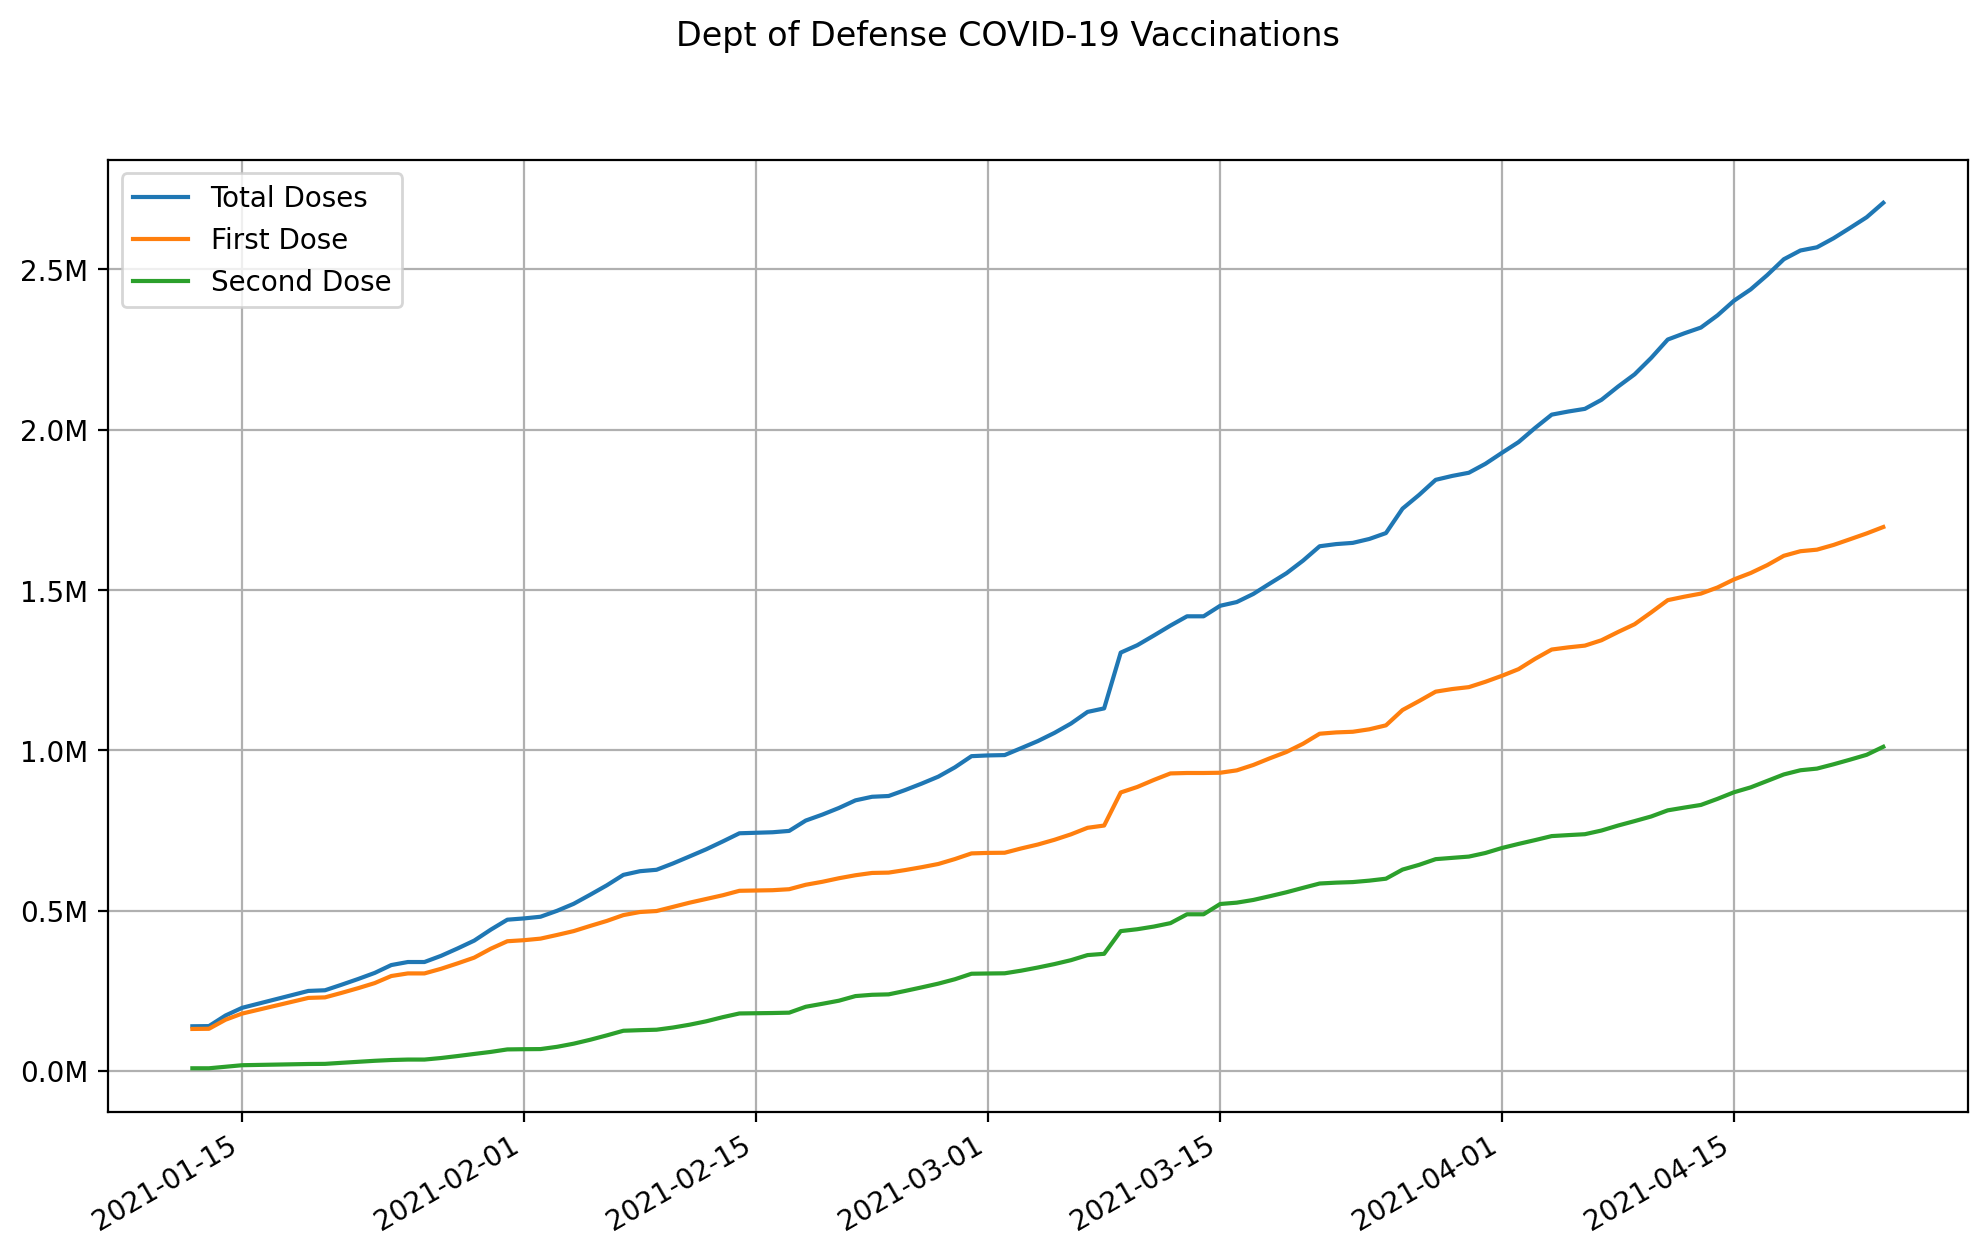 Dept of Defense COVID-19 Vaccinations
Total Doses
First Dose
Second Dose
2.5M
2.0M
1.5M
1.0M
0.5M
0.0M
2021-01-15
2021-02-01
2021-02-15
2021-03-01
2021-03-15
2021-04-01
2021-04-15